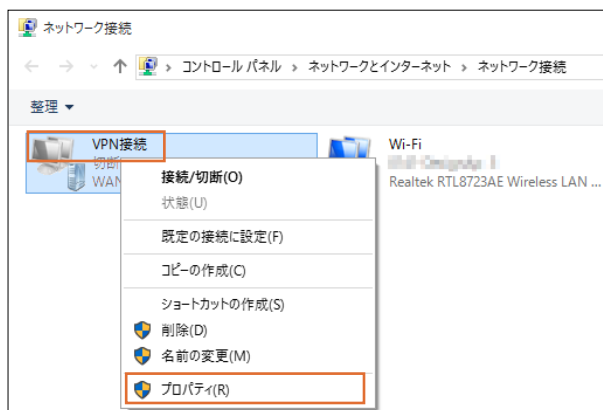 ネットワーク接続
コントロール パネル › ネットワークとインターネット › ネットワーク接続
整理
VPN接続
切断
WAN
Wi-Fi
Realtek RTL8723AE Wireless LAN ...
接続/切断(O)
状態(U)
既定の接続に設定(F)
コピーの作成(C)
ショートカットの作成(S)
削除(D)
名前の変更(M)
プロパティ(R)